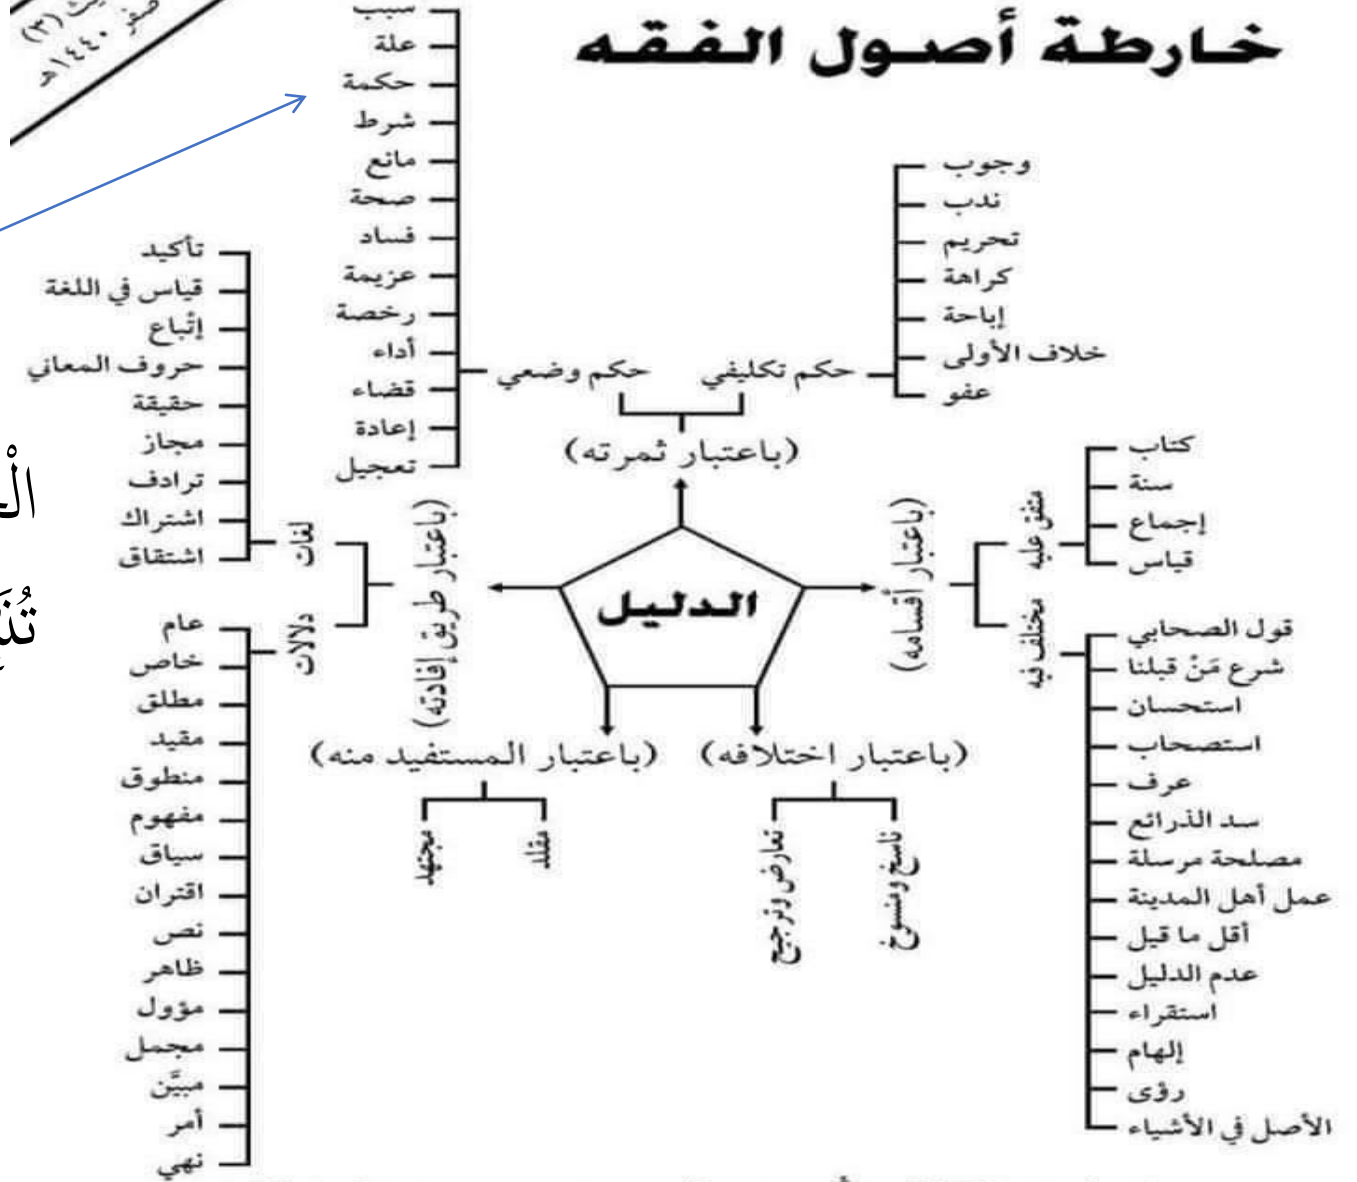 خارطة أصول الفقه
صفر ١٤٤٠هـ
(٣)
الدليل
(باعتبار ثمرته)
حكم تكليفي
وجوب
ندب
تحريم
كراهة
إباحة
خلاف الأولى
عفو
حكم وضعي
سبب
علة
حكمة
شرط
مانع
صحة
فساد
عزيمة
رخصة
أداء
قضاء
إعادة
تعجيل
(باعتبار أقسامه)
متفق عليه
كتاب
سنة
إجماع
قياس
مختلف فيه
قول الصحابي
شرع مَنْ قبلنا
استحسان
استصحاب
عرف
سد الذرائع
مصلحة مرسلة
عمل أهل المدينة
أقل ما قيل
عدم الدليل
استقراء
إلهام
رؤى
الأصل في الأشياء
(باعتبار اختلافه)
ناسخ ومنسوخ
تعارض وترجيح
(باعتبار المستفيد منه)
مقلد
مجتهد
(باعتبار طريق إفادته)
لغات
تأكيد
قياس في اللغة
إتْباع
حروف المعاني
حقيقة
مجاز
ترادف
اشتراك
اشتقاق
دلالات
عام
خاص
مطلق
مقيد
منطوق
مفهوم
سياق
اقتران
نص
ظاهر
مؤول
مجمل
مبيَّن
أمر
نهي